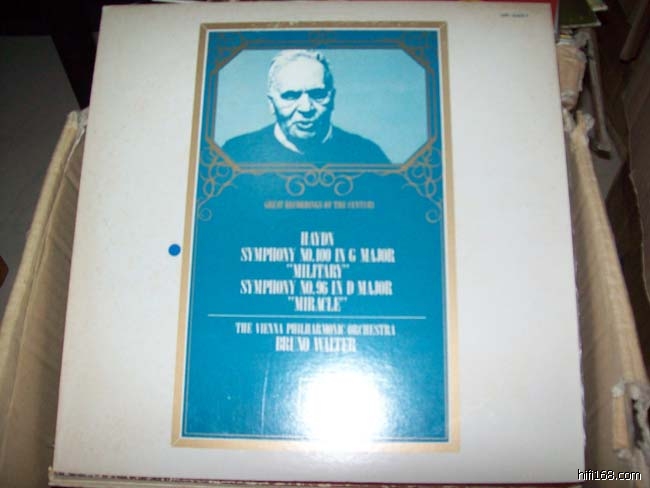 GREAT RECORDINGS OF THE CENTURY
HAYDN
SYMPHONY NO.100 IN G MAJOR
"MILITARY"
SYMPHONY NO.96 IN D MAJOR
"MIRACLE"
THE VIENNA PHILHARMONIC ORCHESTRA
BRUNO WALTER
hifi168.com